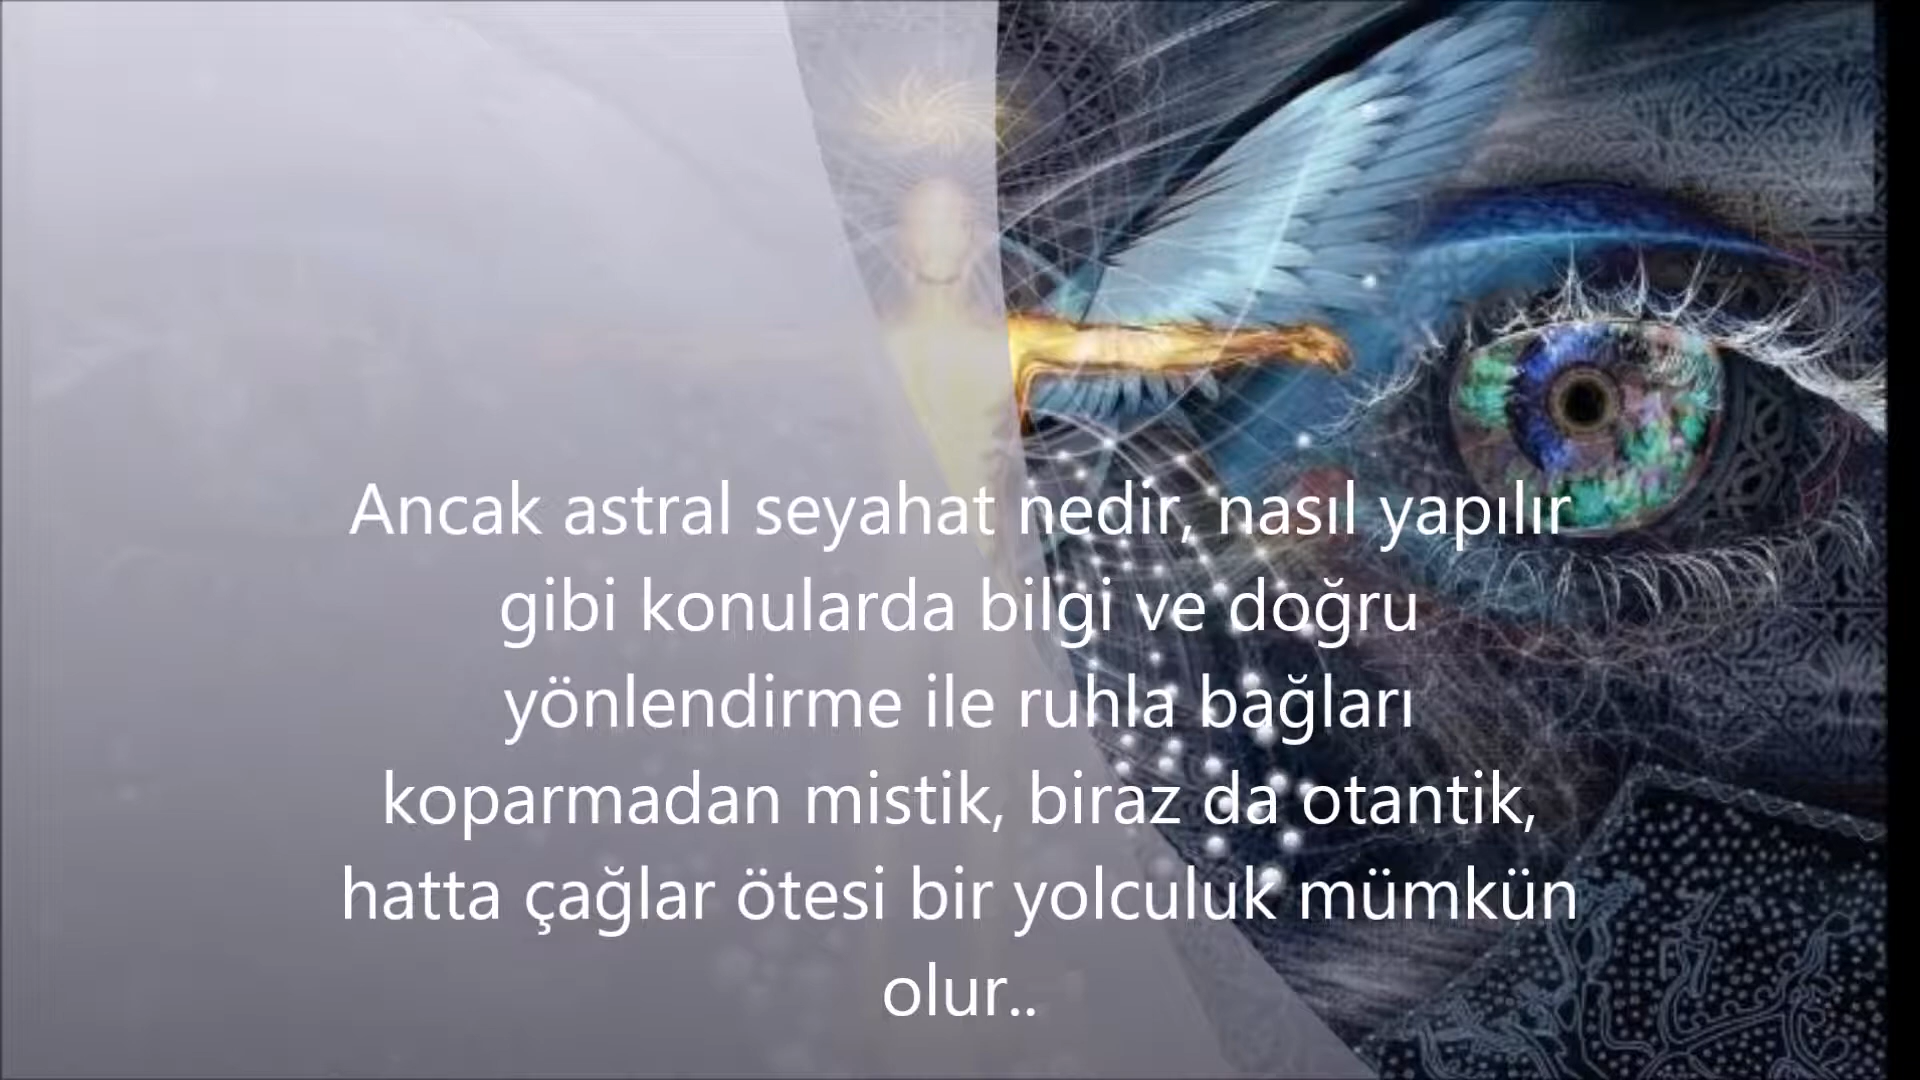 Ancak astral seyahat nedir, nasıl yapılır
gibi konularda bilgi ve doğru
yönlendirme ile ruhla bağları
koparmadan mistik, biraz da otantik,
hatta çağlar ötesi bir yolculuk mümkün
olur..